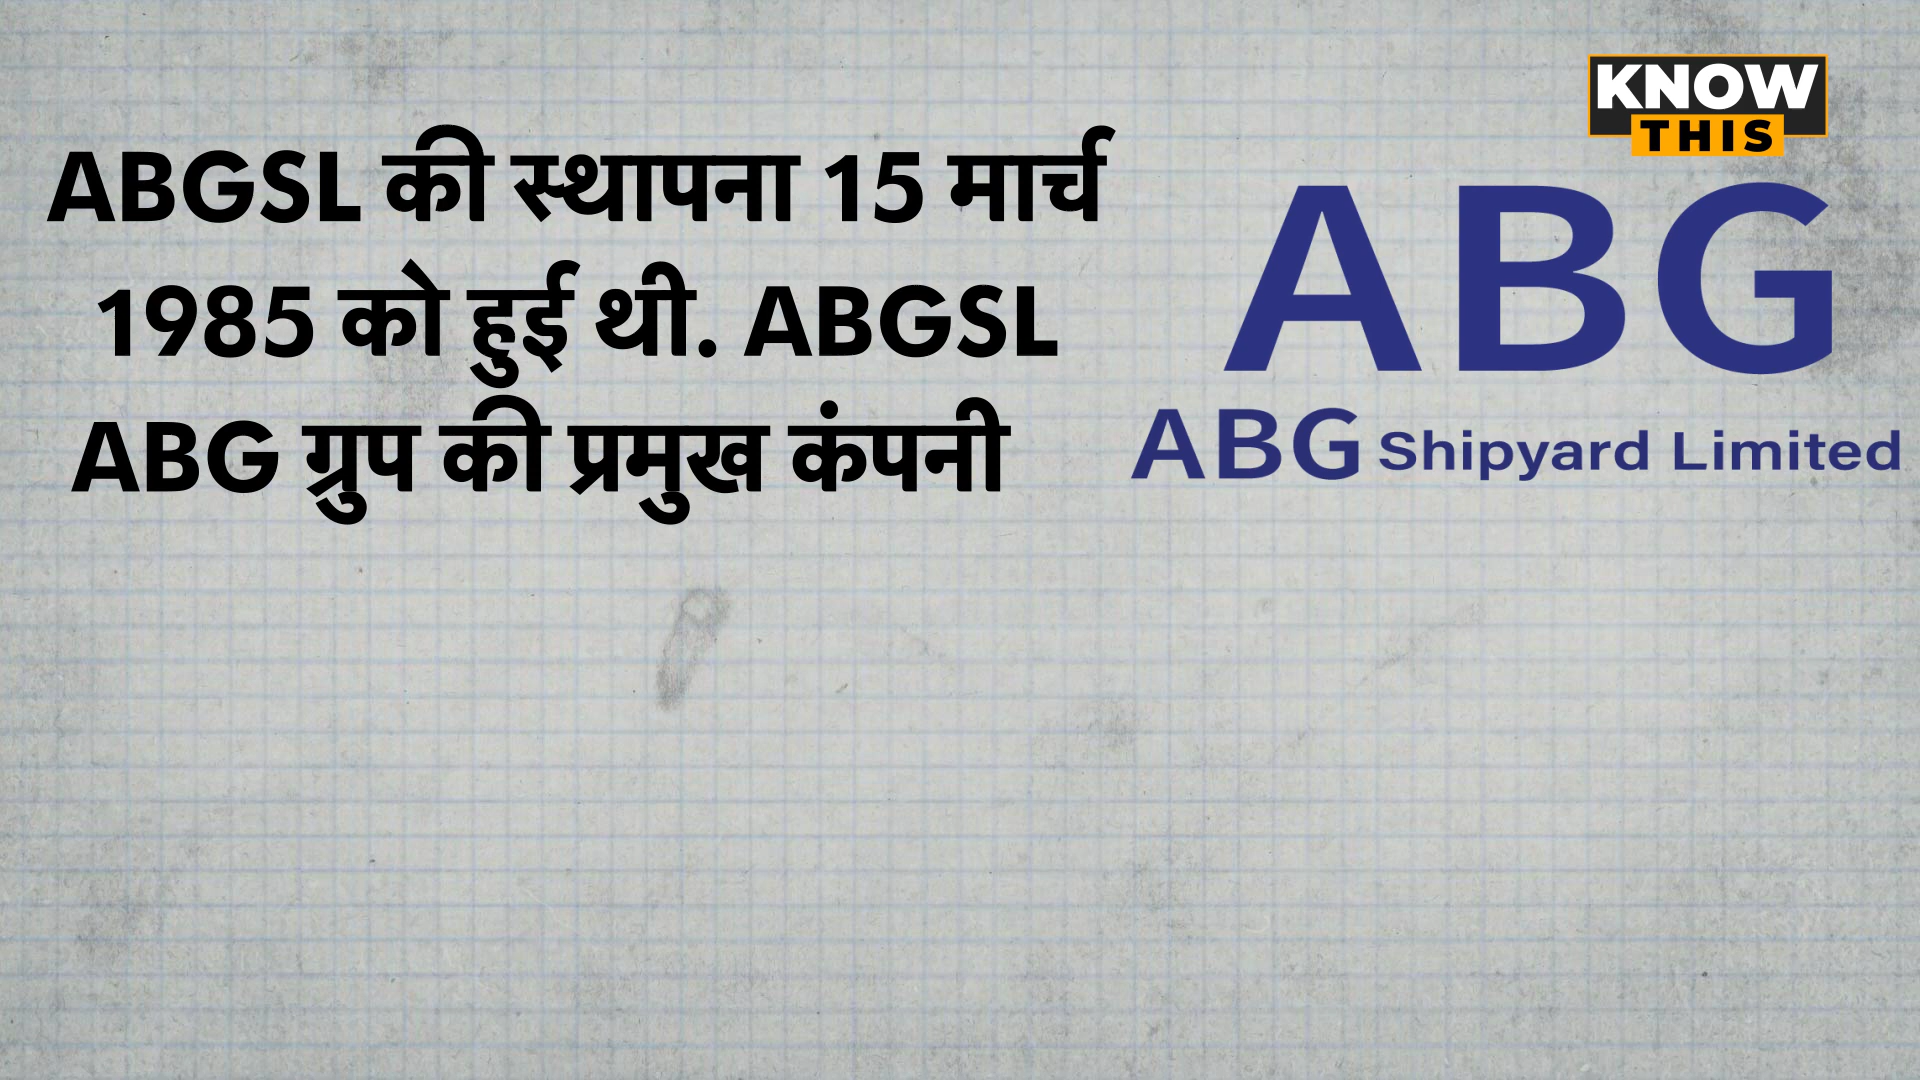 KNOW
THIS
ABGSL की स्थापना 15 मार्च
1985 को हुई थी. ABGSL
ABG ग्रुप की प्रमुख कंपनी
ABG
ABG Shipyard Limited